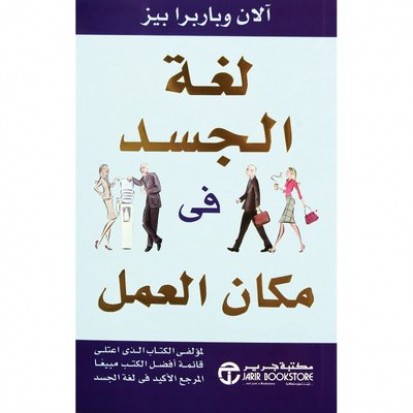 آلان وباربرا بيز
لغة
الجسد
فى
مكان العمل
لمؤلفى الكتاب الذى اعتلى
قائمة أفضل الكتب مبيعًا
المرجع الأكيد فى لغة الجسد
مكتبة جرير
JARIR BOOKSTORE